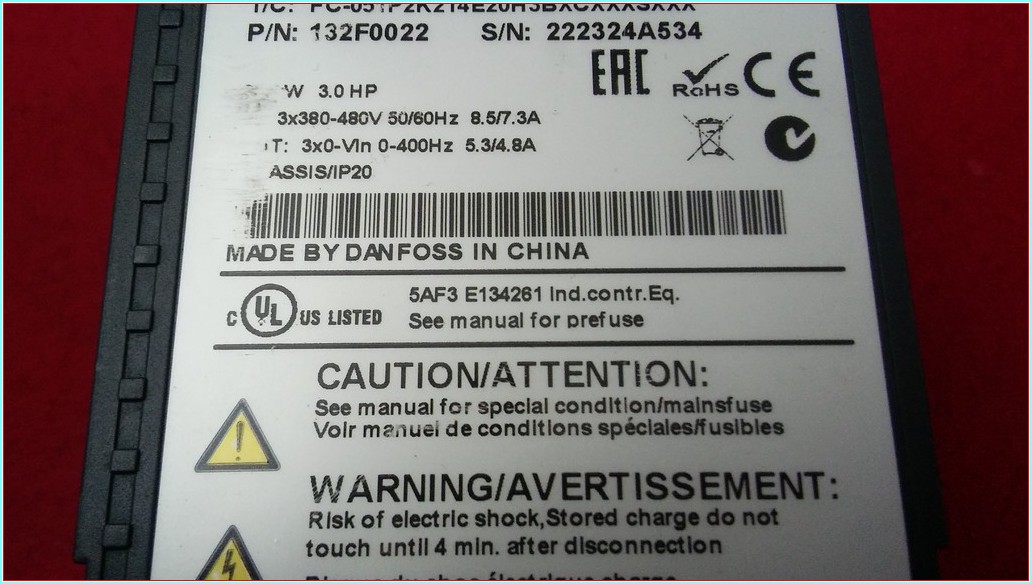 T/C: FC-051P2K2T4E20H3BXCXXXSXXX
P/N: 132F0022 S/N: 222324A534
W 3.0 HP
EAC RoHS CE
3x380-480V 50/60Hz 8.5/7.3A
T: 3x0-Vin 0-400Hz 5.3/4.8A
ASSIS/IP20
MADE BY DANFOSS IN CHINA
C UL US LISTED
5AF3 E134261 Ind.contr.Eq.
See manual for prefuse
CAUTION/ATTENTION:
See manual for special condition/mainsfuse
Voir manuel de conditions spéciales/fusibles
WARNING/AVERTISSEMENT:
Risk of electric shock,Stored charge do not
touch until 4 min. after disconnection